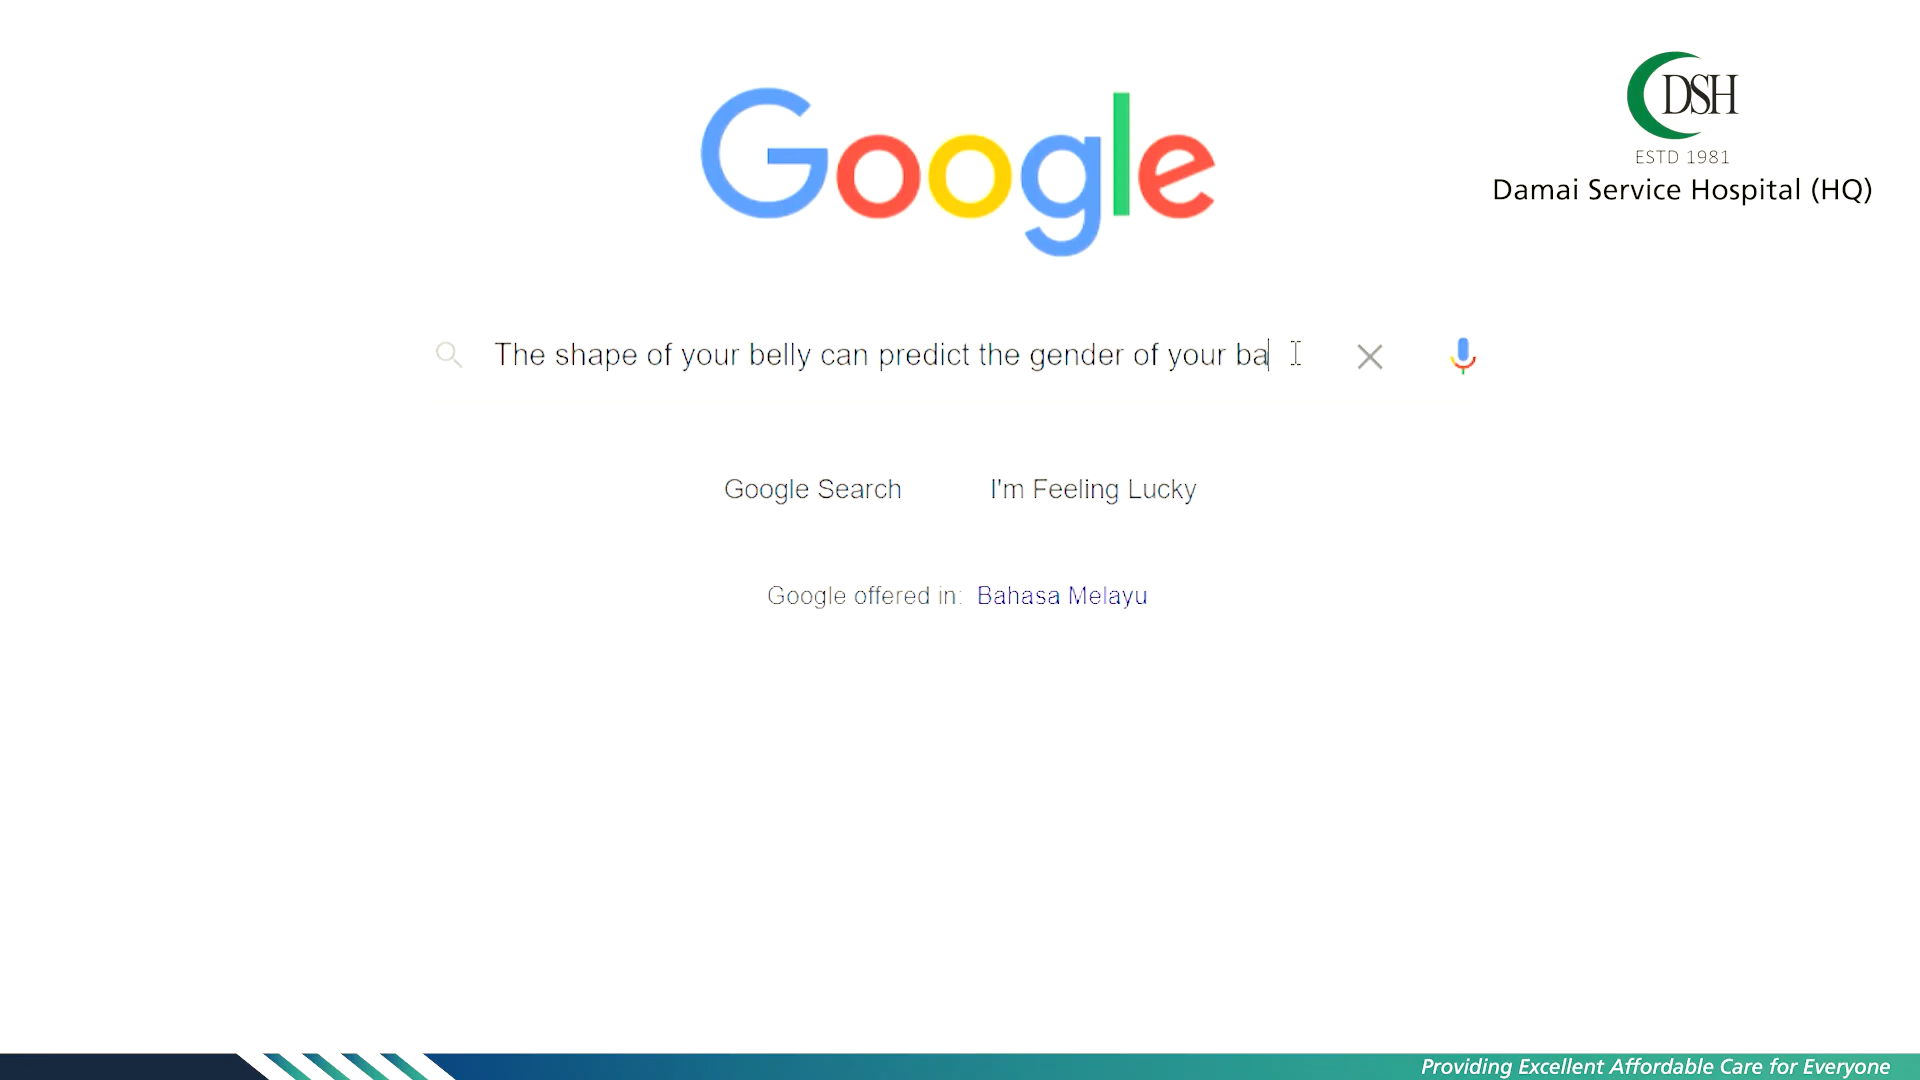 Google
DSH
ESTD 1981
Damai Service Hospital (HQ)
The shape of your belly can predict the gender of your ba
Google Search
I'm Feeling Lucky
Google offered in: Bahasa Melayu
Providing Excellent Affordable Care for Everyone